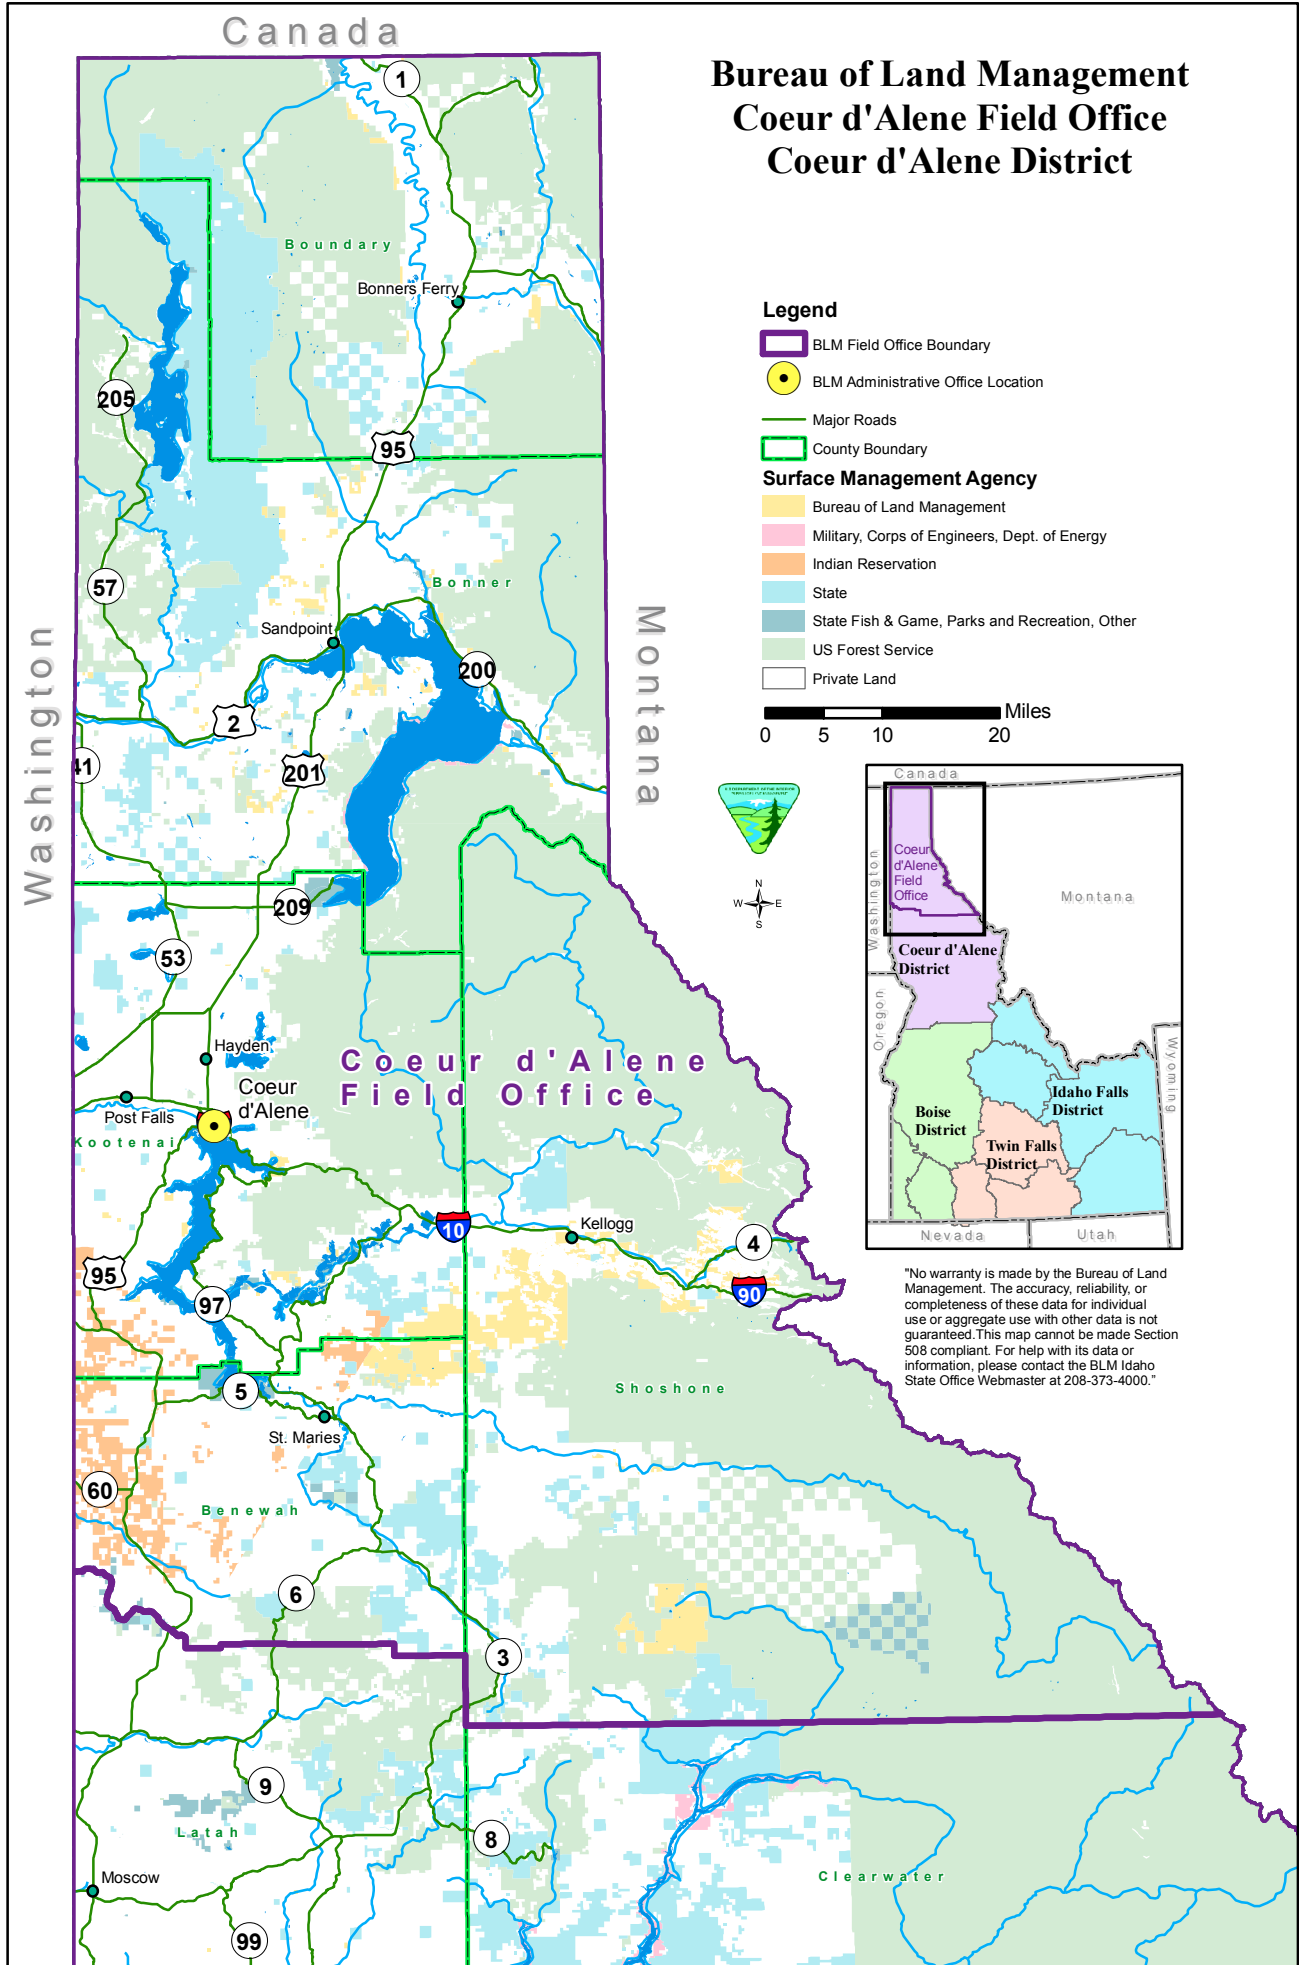 Canada
Bureau of Land Management
Coeur d'Alene Field Office
Coeur d'Alene District
1
Boundary
Bonners Ferry
205
95
57
Bonner
Sandpoint
200
2
41
201
Washington
Montana
209
53
Hayden
Coeur
d'Alene
Post Falls
Kootenai
Coeur d'Alene
Field Office
10
Kellogg
4
90
95
97
5
St. Maries
Shoshone
60
Benewah
6
3
9
Latah
8
Moscow
Clearwater
99
Legend
BLM Field Office Boundary
BLM Administrative Office Location
Major Roads
County Boundary
Surface Management Agency
Bureau of Land Management
Military, Corps of Engineers, Dept. of Energy
Indian Reservation
State
State Fish & Game, Parks and Recreation, Other
US Forest Service
Private Land
Miles
0 5 10 20
N
W E
S
Canada
Washington
Coeur
d'Alene
Field
Office
Montana
Coeur d'Alene
District
Oregon
Wyoming
Idaho Falls
District
Boise
District
Twin Falls
District
Nevada
Utah
"No warranty is made by the Bureau of Land
Management. The accuracy, reliability, or
completeness of these data for individual
use or aggregate use with other data is not
guaranteed.This map cannot be made Section
508 compliant. For help with its data or
information, please contact the BLM Idaho
State Office Webmaster at 208-373-4000."